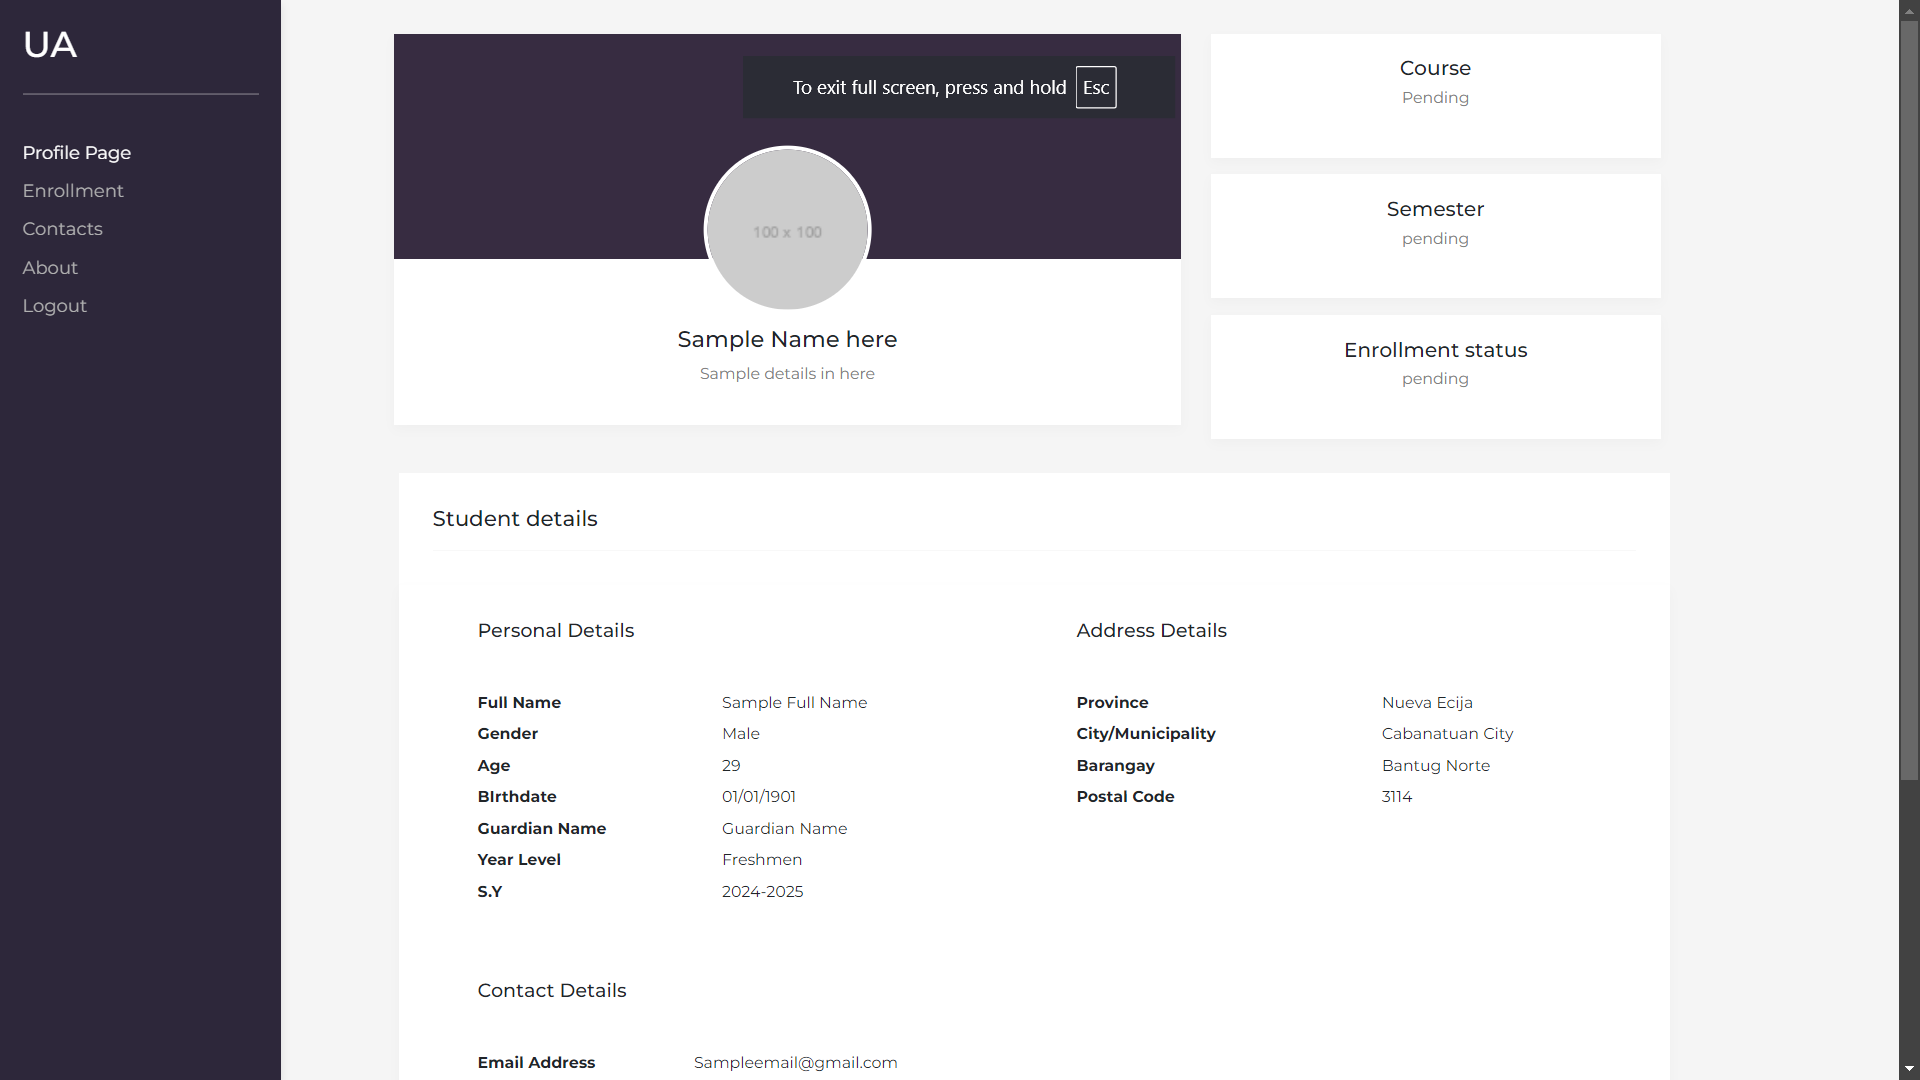 UA
Profile Page
Enrollment
Contacts
About
Logout
To exit full screen, press and hold Esc
100 x 100
Sample Name here
Sample details in here
Course
Pending
Semester
pending
Enrollment status
pending
Student details
Personal Details
Full Name Sample Full Name
Gender Male
Age 29
BIrthdate 01/01/1901
Guardian Name Guardian Name
Year Level Freshmen
S.Y 2024-2025
Address Details
Province Nueva Ecija
City/Municipality Cabanatuan City
Barangay Bantug Norte
Postal Code 3114
Contact Details
Email Address Sampleemail@gmail.com